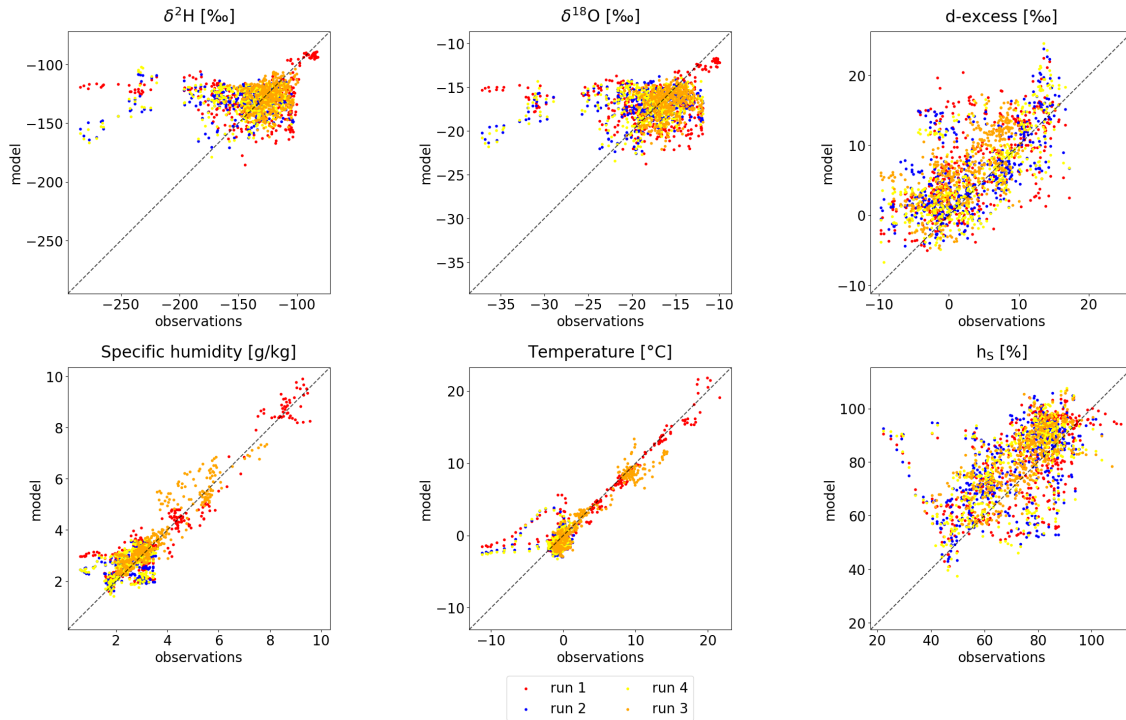 δ²H [‰]
−100
−150
−200
−250
model
−250 −200 −150 −100
observations
δ¹⁸O [‰]
−10
−15
−20
−25
−30
−35
model
−35 −30 −25 −20 −15 −10
observations
d-excess [‰]
20
10
0
−10
model
−10 0 10 20
observations
Specific humidity [g/kg]
10
8
6
4
2
model
2 4 6 8 10
observations
Temperature [°C]
20
10
0
−10
model
−10 0 10 20
observations
hS [%]
100
80
60
40
20
model
20 40 60 80 100
observations
run 1 run 4
run 2 run 3